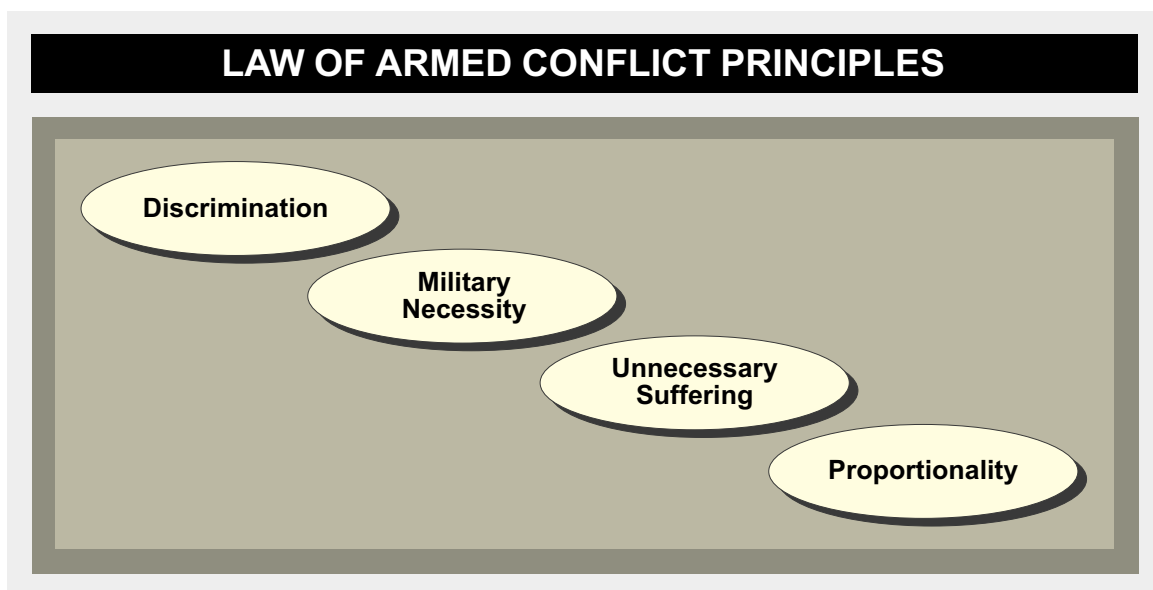 LAW OF ARMED CONFLICT PRINCIPLES
Discrimination
Military
Necessity
Unnecessary
Suffering
Proportionality